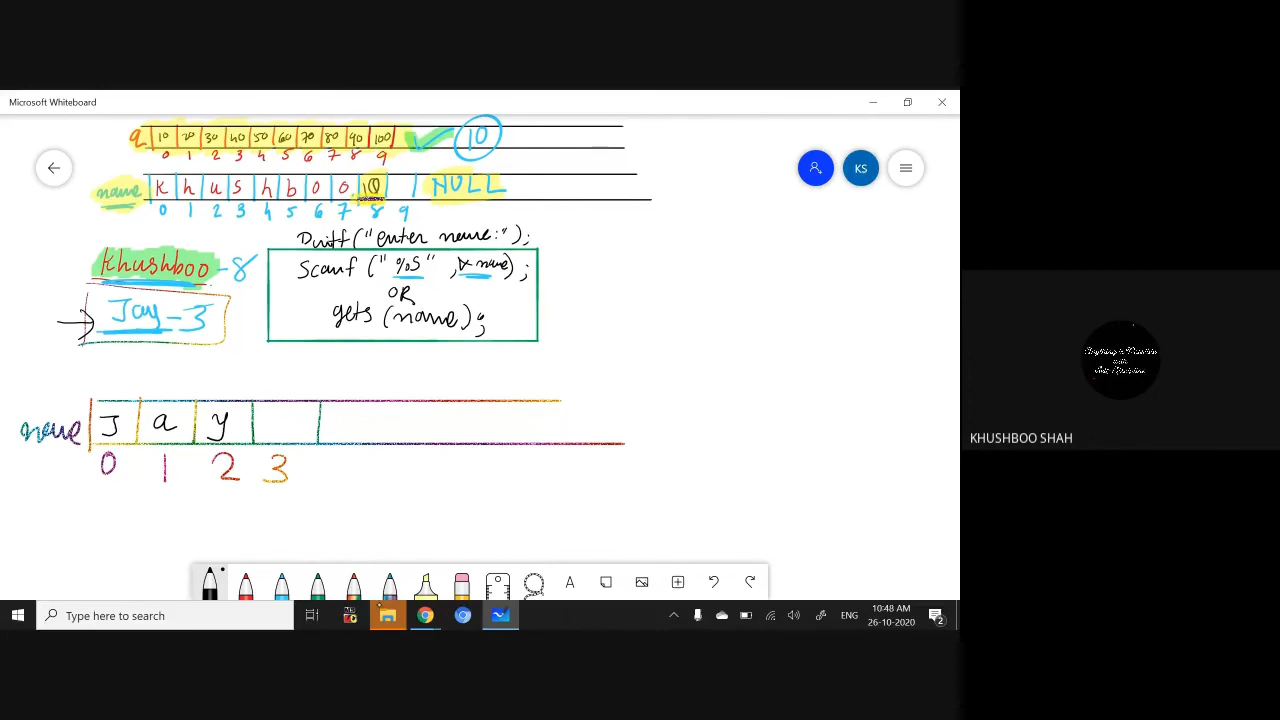 Microsoft Whiteboard
a 10 20 30 40 50 60 70 80 90 100 10
0 1 2 3 4 5 6 7 8 9
name K h u s h b o o \0 NULL
0 1 2 3 4 5 6 7 8 9
Printf("enter name:");
Khushboo - 8
Scanf ("%s", &name);
OR
Jay - 3
gets (name);
name J a y
0 1 2 3
KS
KHUSHBOO SHAH
Type here to search
ENG
10:48 AM
26-10-2020
2